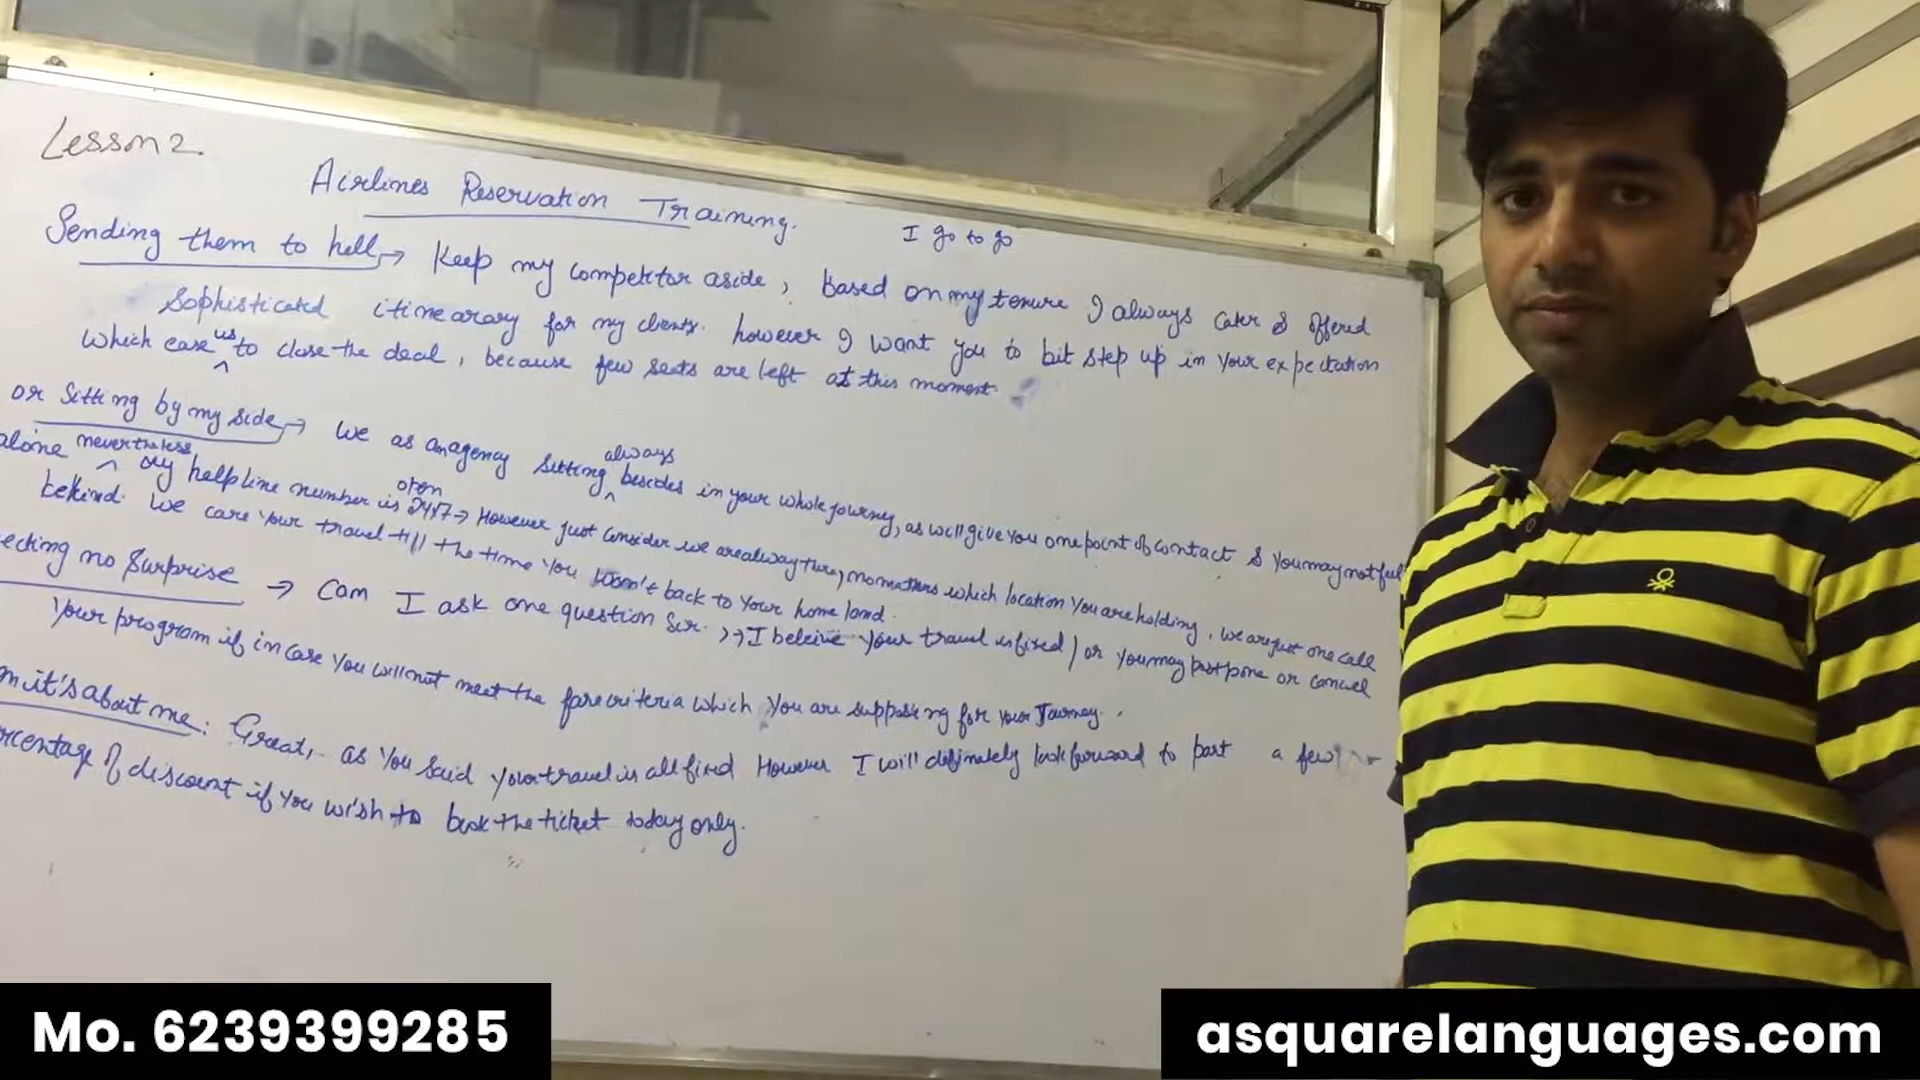 Lesson 2.
Airlines Reservation Training.
I go to go
Sending them to hell → Keep my competitor aside, based on my tenure I always cater & offered
sophisticated itinearary for my clients. however I want you to bit step up in your expectation
which ease us to close the deal, because few seats are left at this moment
or Sitting by my side → We as an agency sitting always besides in your whole journey, as we'll give you one point of contact & you may not feel
alone nevertheless my helpline number is open 24x7 → However just consider we are always there, no matters which location you are holding, we are just one call
behind. We care your travel till the time you won't back to your home land.
ecting no surprise → Can I ask one question Sir. >> I beleive your travel is fixed / or you may postpone or cancel
your program if in case you will not meet the fare criteria which you are supposing for your Journey.
m it's about me: Great, as you said your travel is all fixed However I will definately look forward to part a few
rcentage of discount if you wish to book the ticket today only.
Mo. 6239399285
asquarelanguages.com